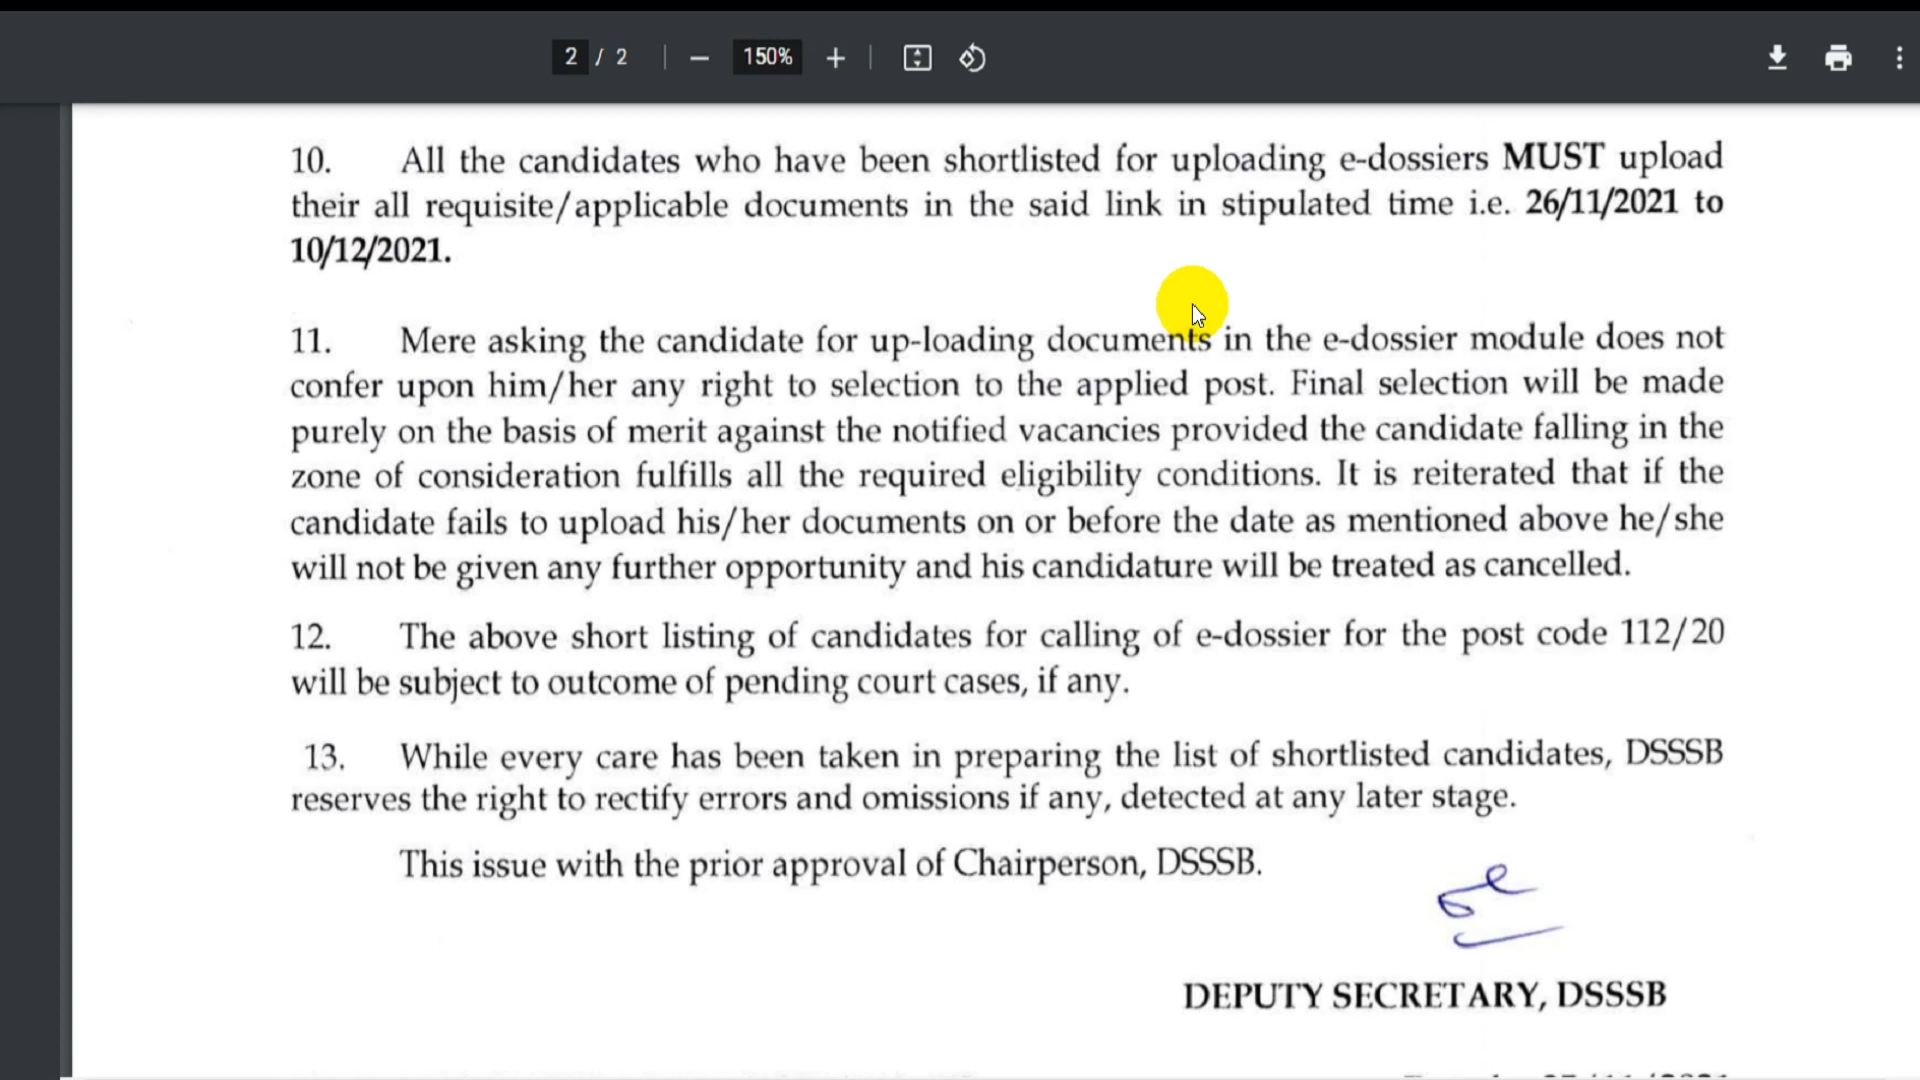 2 / 2 150%
10. All the candidates who have been shortlisted for uploading e-dossiers MUST upload
their all requisite/applicable documents in the said link in stipulated time i.e. 26/11/2021 to
10/12/2021.
11. Mere asking the candidate for up-loading documents in the e-dossier module does not
confer upon him/her any right to selection to the applied post. Final selection will be made
purely on the basis of merit against the notified vacancies provided the candidate falling in the
zone of consideration fulfills all the required eligibility conditions. It is reiterated that if the
candidate fails to upload his/her documents on or before the date as mentioned above he/she
will not be given any further opportunity and his candidature will be treated as cancelled.
12. The above short listing of candidates for calling of e-dossier for the post code 112/20
will be subject to outcome of pending court cases, if any.
13. While every care has been taken in preparing the list of shortlisted candidates, DSSSB
reserves the right to rectify errors and omissions if any, detected at any later stage.
This issue with the prior approval of Chairperson, DSSSB.
DEPUTY SECRETARY, DSSSB